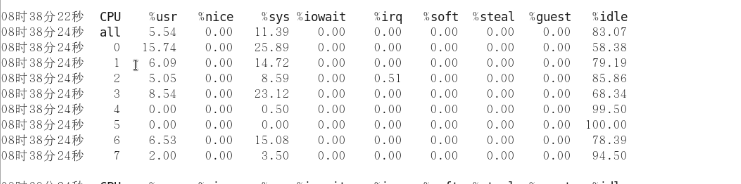 08时38分22秒 CPU %usr %nice %sys %iowait %irq %soft %steal %guest %idle
08时38分24秒 all 5.54 0.00 11.39 0.00 0.00 0.00 0.00 0.00 83.07
08时38分24秒 0 15.74 0.00 25.89 0.00 0.00 0.00 0.00 0.00 58.38
08时38分24秒 1 6.09 0.00 14.72 0.00 0.00 0.00 0.00 0.00 79.19
08时38分24秒 2 5.05 0.00 8.59 0.00 0.51 0.00 0.00 0.00 85.86
08时38分24秒 3 8.54 0.00 23.12 0.00 0.00 0.00 0.00 0.00 68.34
08时38分24秒 4 0.00 0.00 0.50 0.00 0.00 0.00 0.00 0.00 99.50
08时38分24秒 5 0.00 0.00 0.00 0.00 0.00 0.00 0.00 0.00 100.00
08时38分24秒 6 6.53 0.00 15.08 0.00 0.00 0.00 0.00 0.00 78.39
08时38分24秒 7 2.00 0.00 3.50 0.00 0.00 0.00 0.00 0.00 94.50